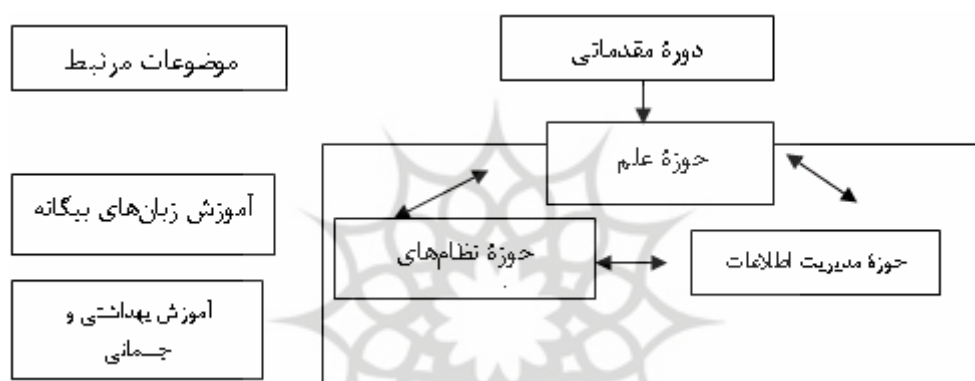 دورهٔ مقدماتی
موضوعات مرتبط
حوزهٔ علم
آموزش زبان‌های بیگانه
حوزهٔ نظام‌های
حوزهٔ مدیریت اطلاعات
آموزش بهداشتی و
جسمانی